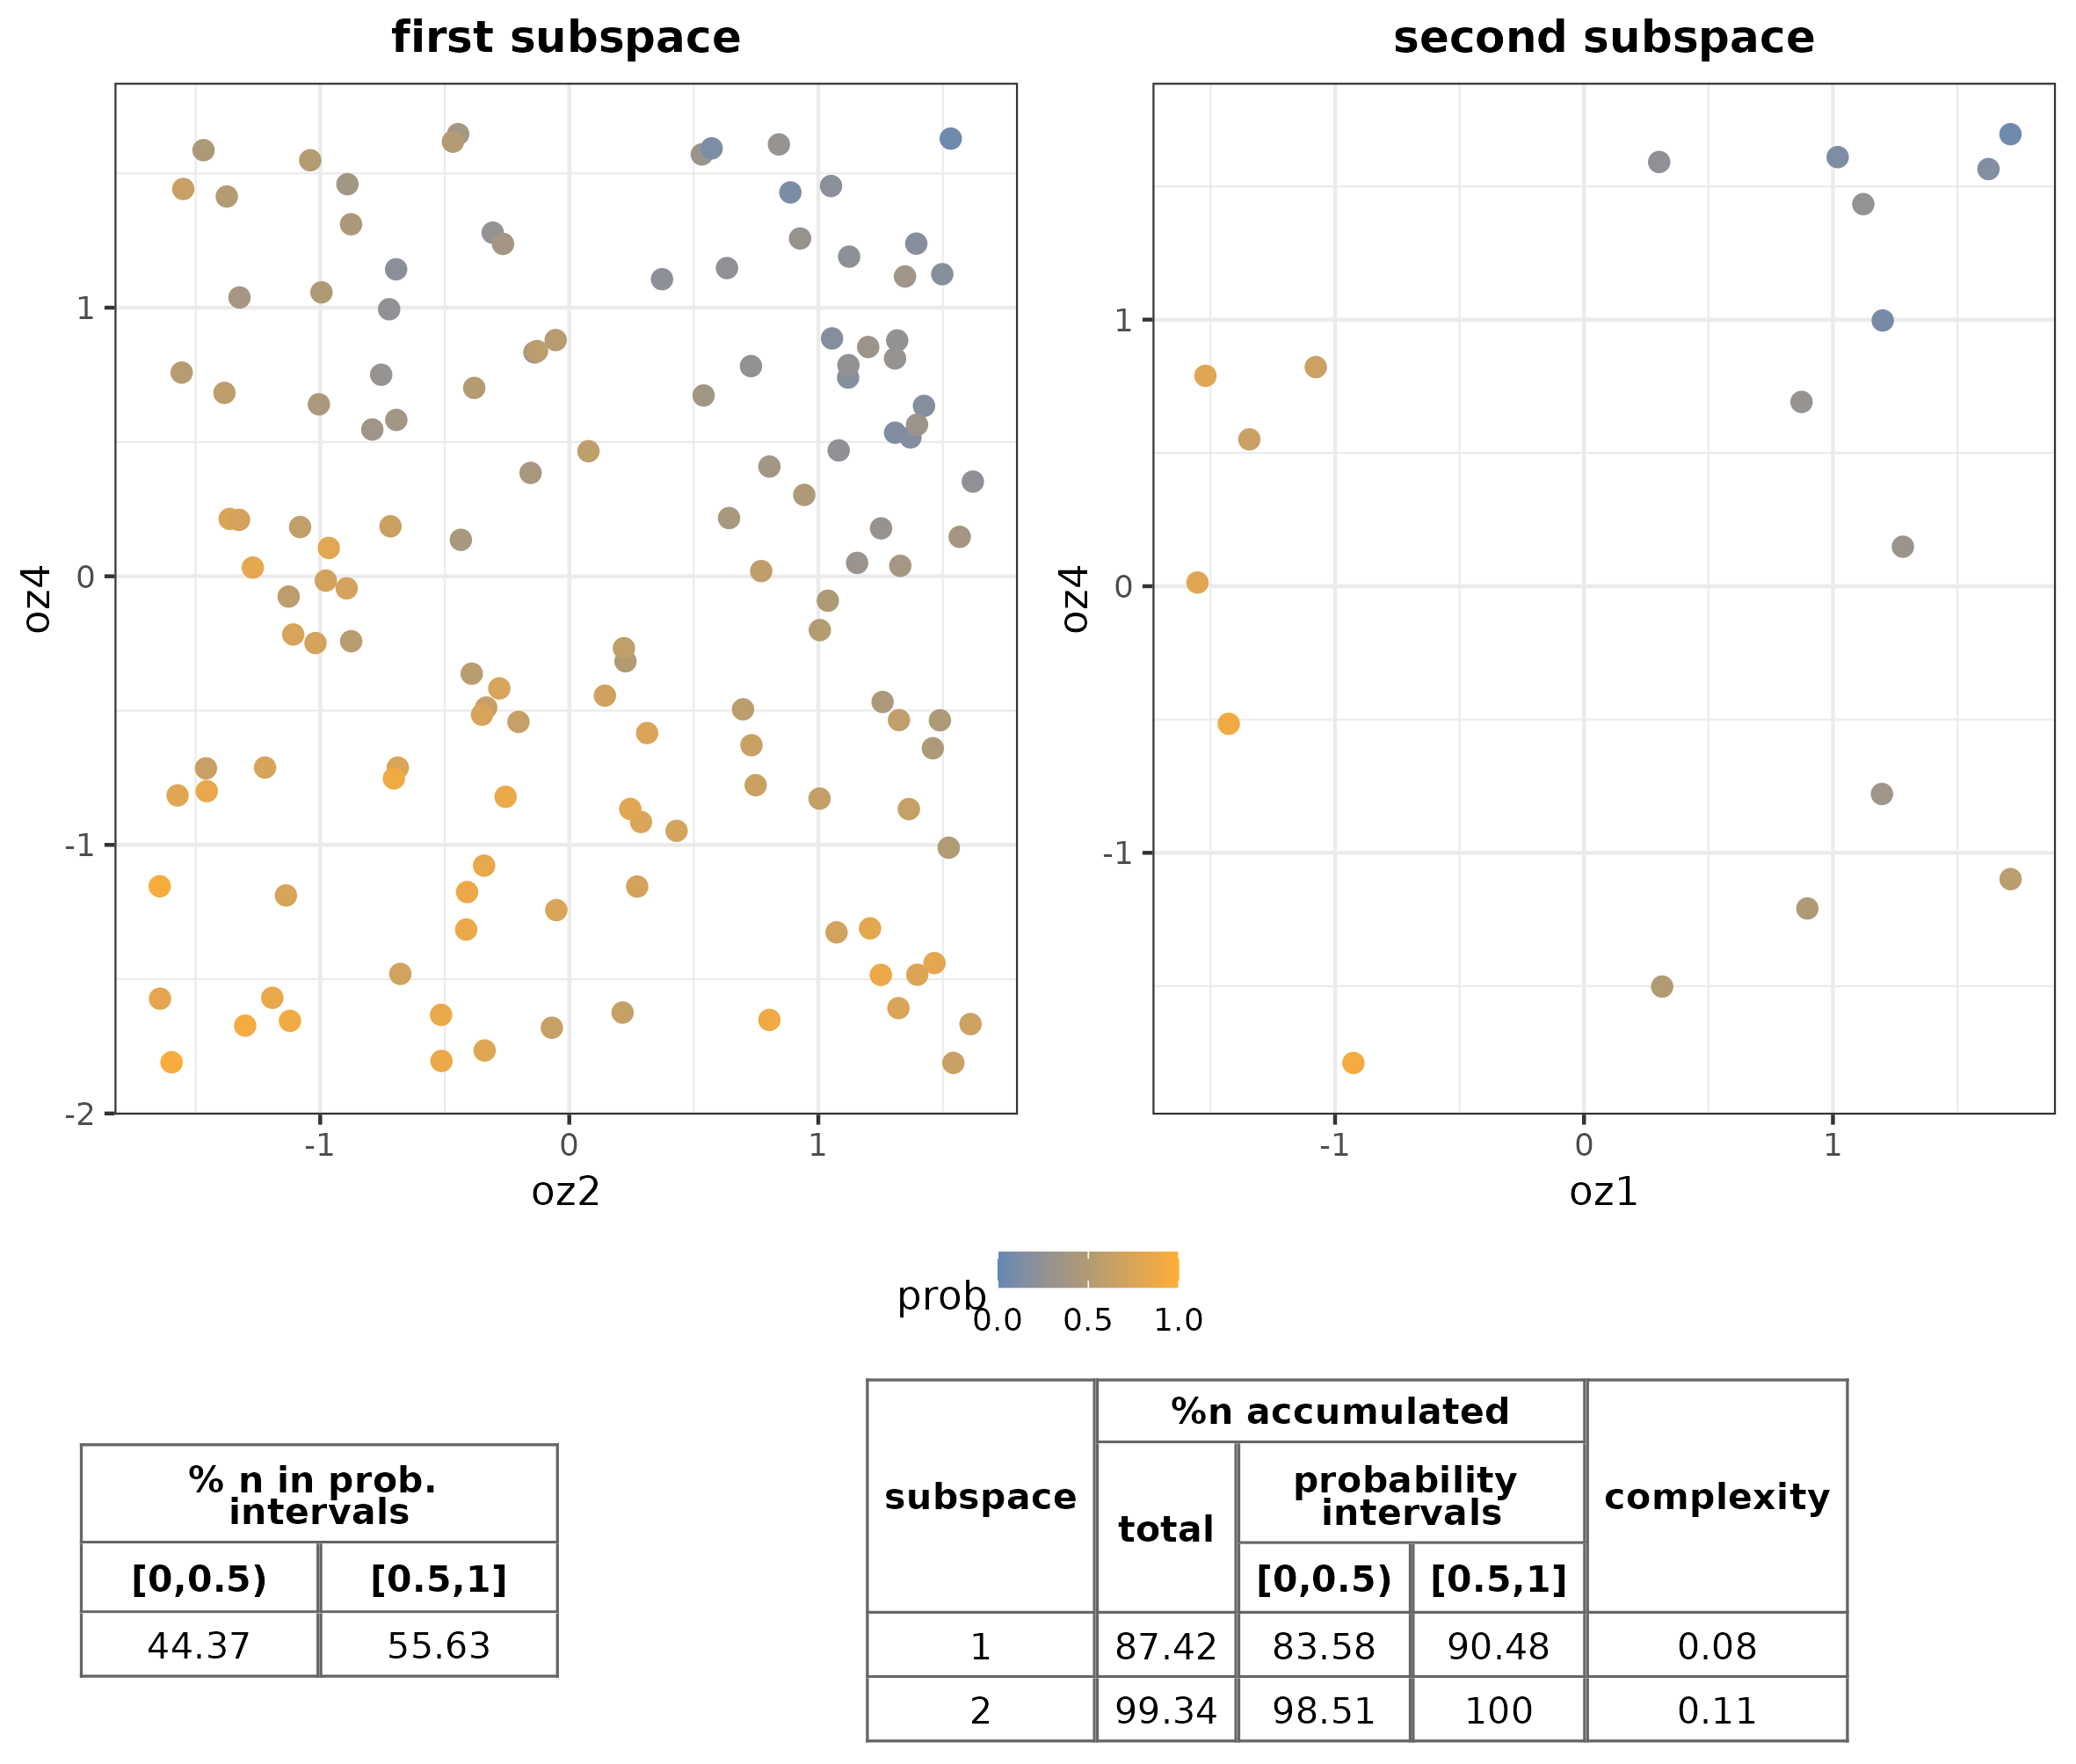 first subspace
second subspace
oz4
1
0
-1
-2
-1
0
1
oz2
oz4
1
0
-1
-1
0
1
oz1
prob
0.0 0.5 1.0
% n in prob.
intervals
[0,0.5) [0.5,1]
44.37 55.63
%n accumulated
subspace total probability
intervals complexity
[0,0.5) [0.5,1]
1 87.42 83.58 90.48 0.08
2 99.34 98.51 100 0.11